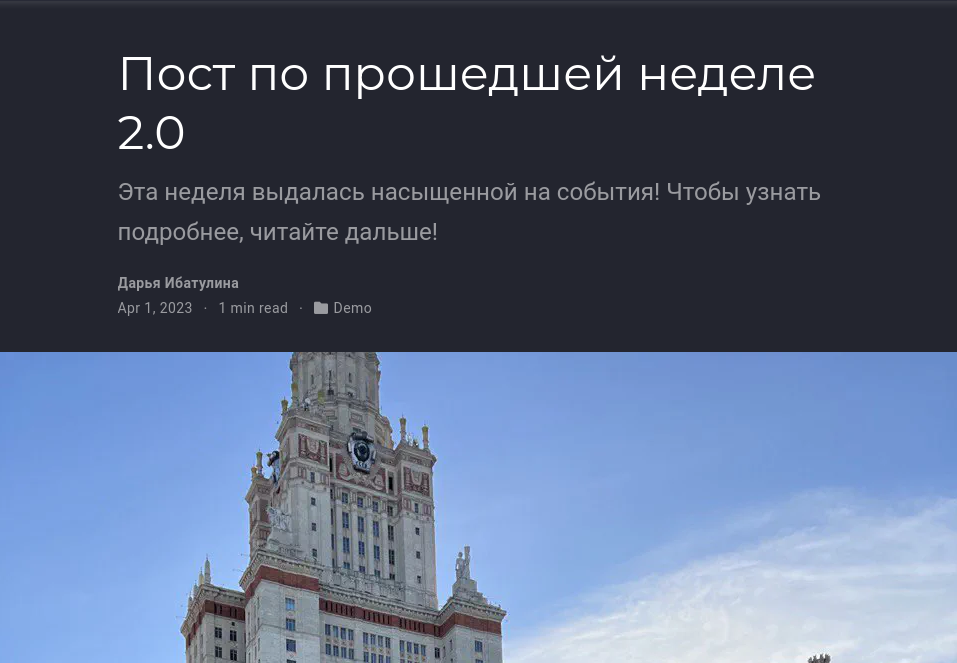 Пост по прошедшей неделе
2.0
Эта неделя выдалась насыщенной на события! Чтобы узнать
подробнее, читайте дальше!
Дарья Ибатулина
Apr 1, 2023 · 1 min read · Demo